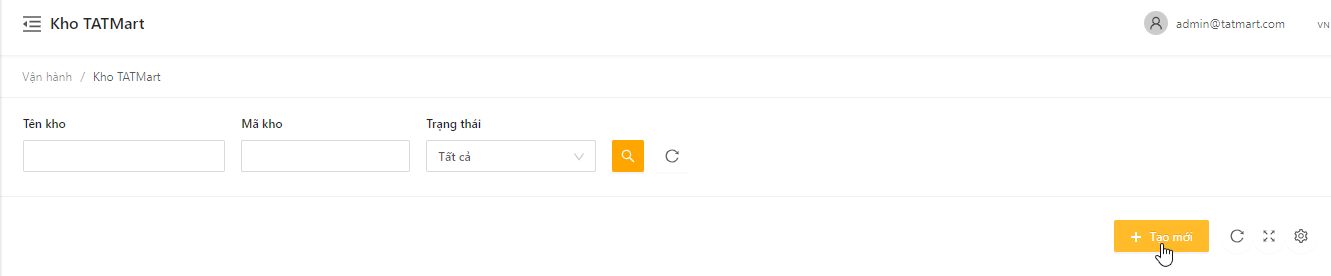 Kho TATMart
admin@tatmart.com
VN
Vận hành / Kho TATMart
Tên kho
Mã kho
Trạng thái
Tất cả
+ Tạo mới